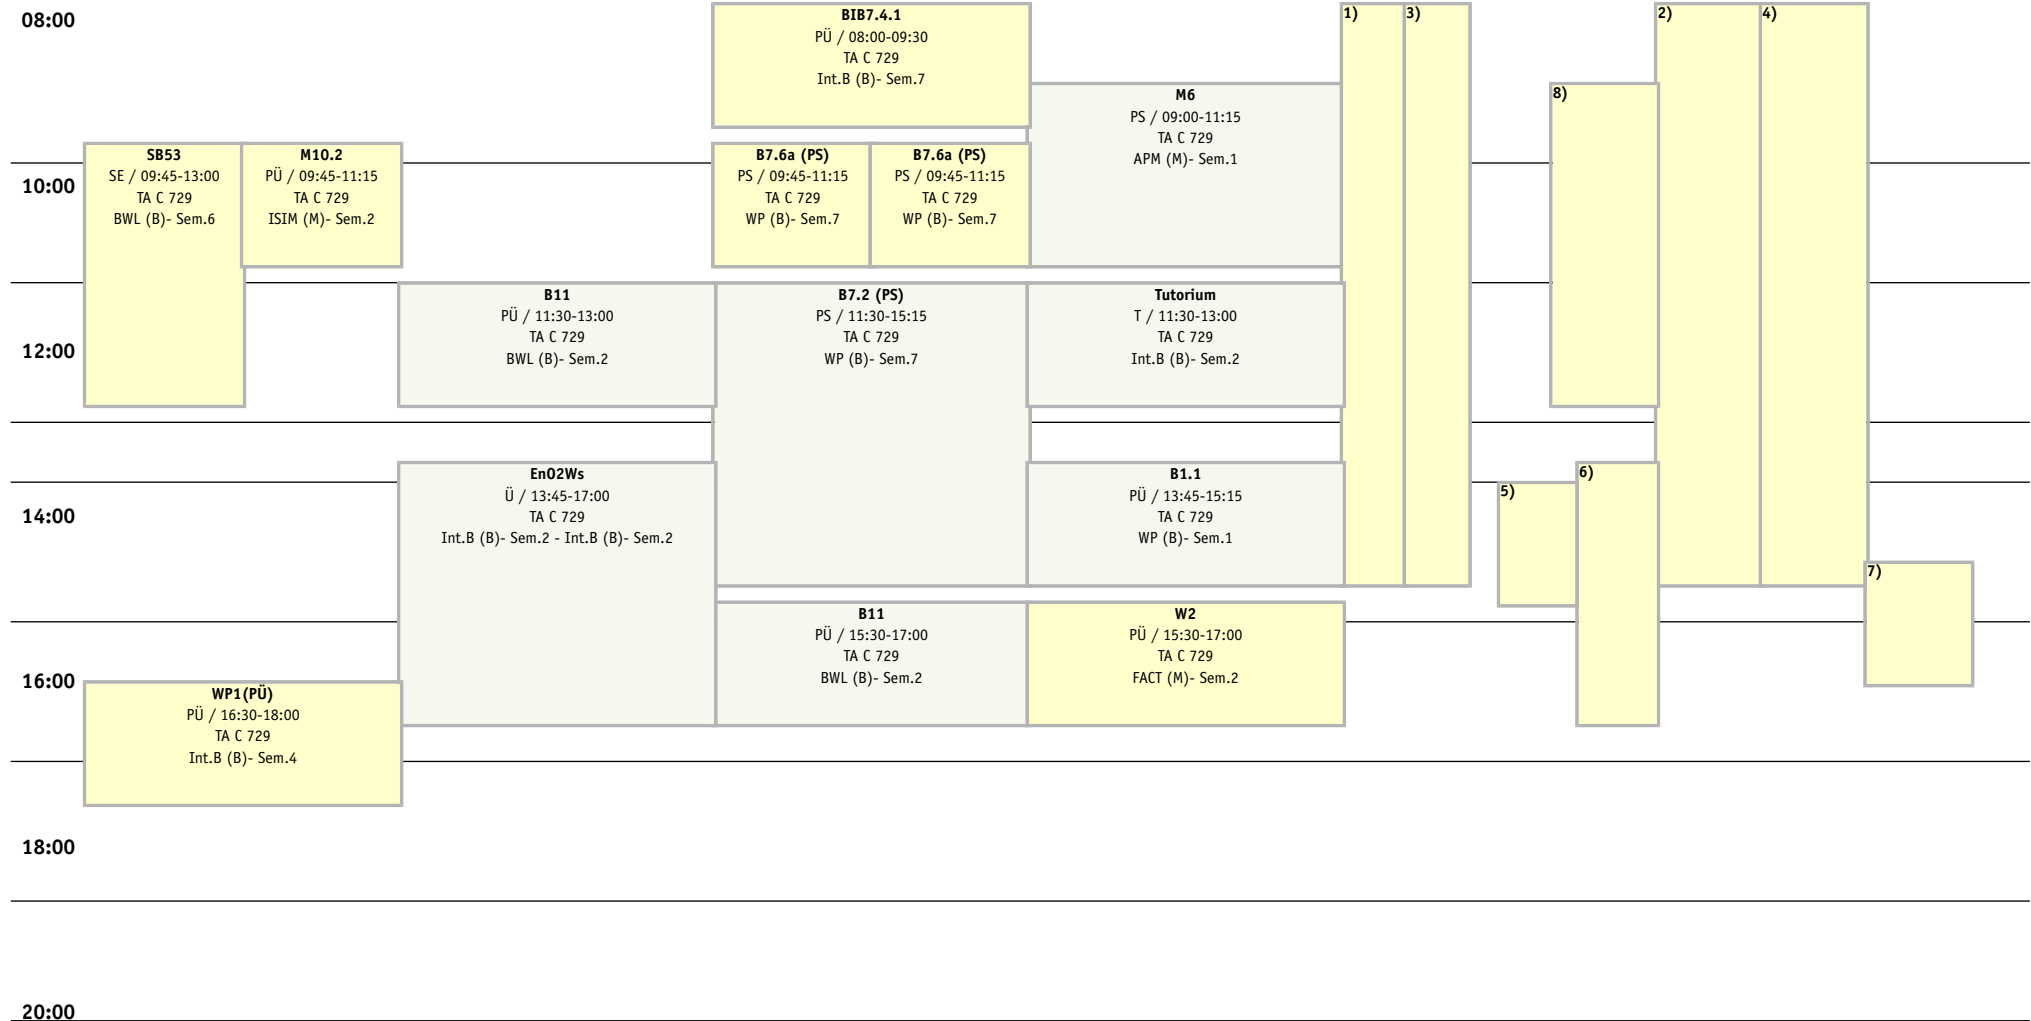 08:00
BIB7.4.1
PÜ / 08:00-09:30
TA C 729
Int.B (B)- Sem.7
1)
3)
2)
4)
M6
PS / 09:00-11:15
TA C 729
APM (M)- Sem.1
8)
10:00
SB53
SE / 09:45-13:00
TA C 729
BWL (B)- Sem.6
M10.2
PÜ / 09:45-11:15
TA C 729
ISIM (M)- Sem.2
B7.6a (PS)
PS / 09:45-11:15
TA C 729
WP (B)- Sem.7
B7.6a (PS)
PS / 09:45-11:15
TA C 729
WP (B)- Sem.7
12:00
B11
PÜ / 11:30-13:00
TA C 729
BWL (B)- Sem.2
B7.2 (PS)
PS / 11:30-15:15
TA C 729
WP (B)- Sem.7
Tutorium
T / 11:30-13:00
TA C 729
Int.B (B)- Sem.2
14:00
EnO2Ws
Ü / 13:45-17:00
TA C 729
Int.B (B)- Sem.2 - Int.B (B)- Sem.2
B1.1
PÜ / 13:45-15:15
TA C 729
WP (B)- Sem.1
5)
6)
7)
B11
PÜ / 15:30-17:00
TA C 729
BWL (B)- Sem.2
W2
PÜ / 15:30-17:00
TA C 729
FACT (M)- Sem.2
16:00
WP1(PÜ)
PÜ / 16:30-18:00
TA C 729
Int.B (B)- Sem.4
18:00
20:00